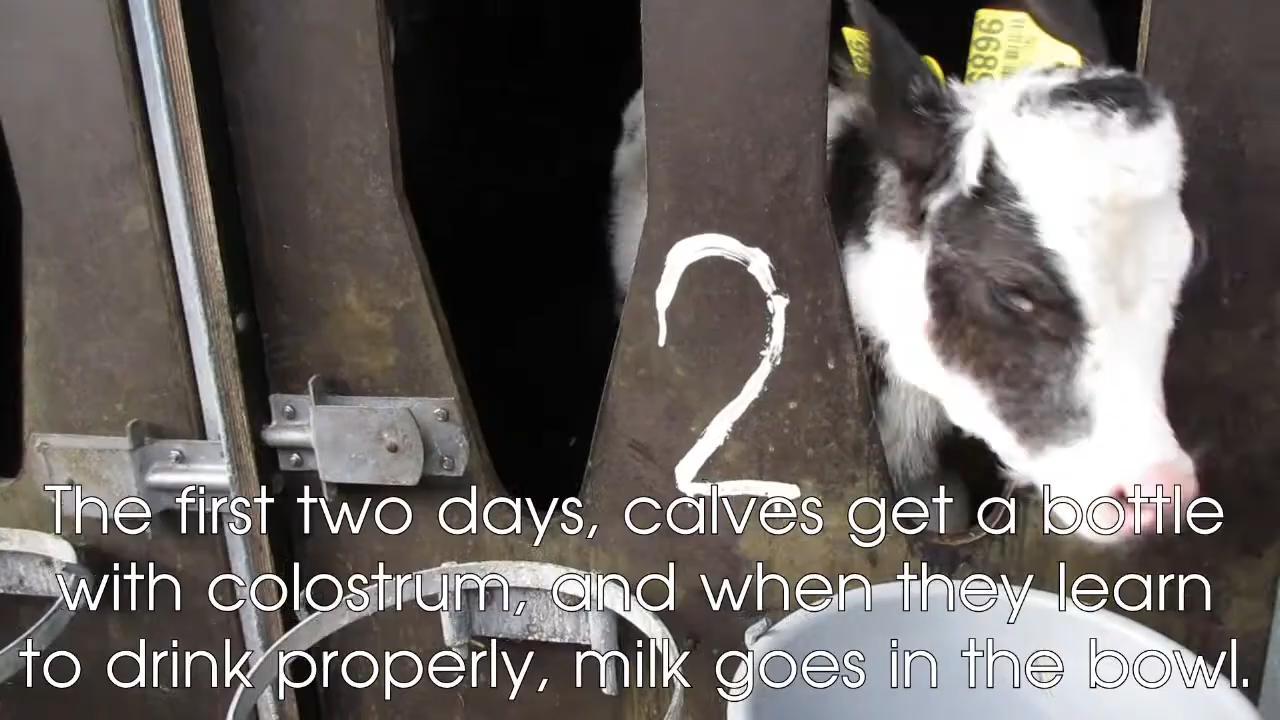 9689
2
The first two days, calves get a bottle
with colostrum, and when they learn
to drink properly, milk goes in the bowl.